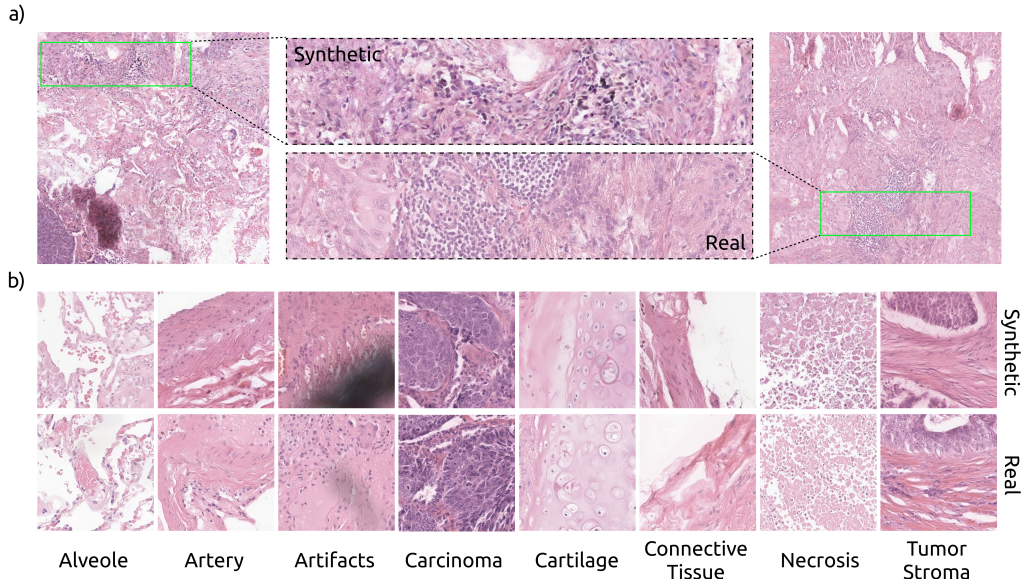 a)
Synthetic
Real
b)
Synthetic
Real
Alveole
Artery
Artifacts
Carcinoma
Cartilage
Connective
Tissue
Necrosis
Tumor
Stroma